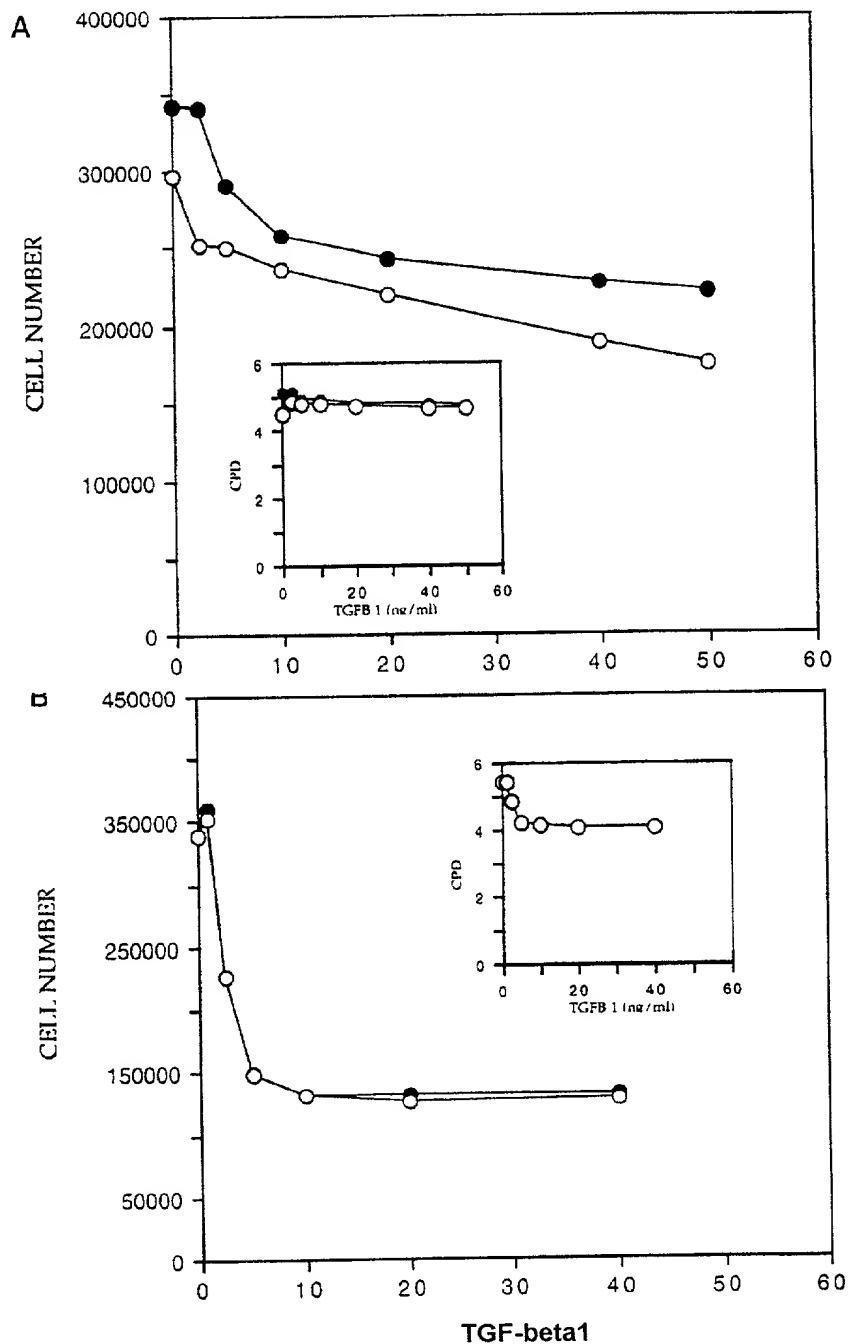 A
400000
300000
200000
100000
0
CELL NUMBER
0 10 20 30 40 50 60
6
4
2
0
CPD
0 20 40 60
TGFB 1 (ng/ml)
B
450000
350000
250000
150000
50000
0
CELL NUMBER
0 10 20 30 40 50 60
6
4
2
0
CPD
0 20 40 60
TGFB 1 (ng/ml)
TGF-beta1